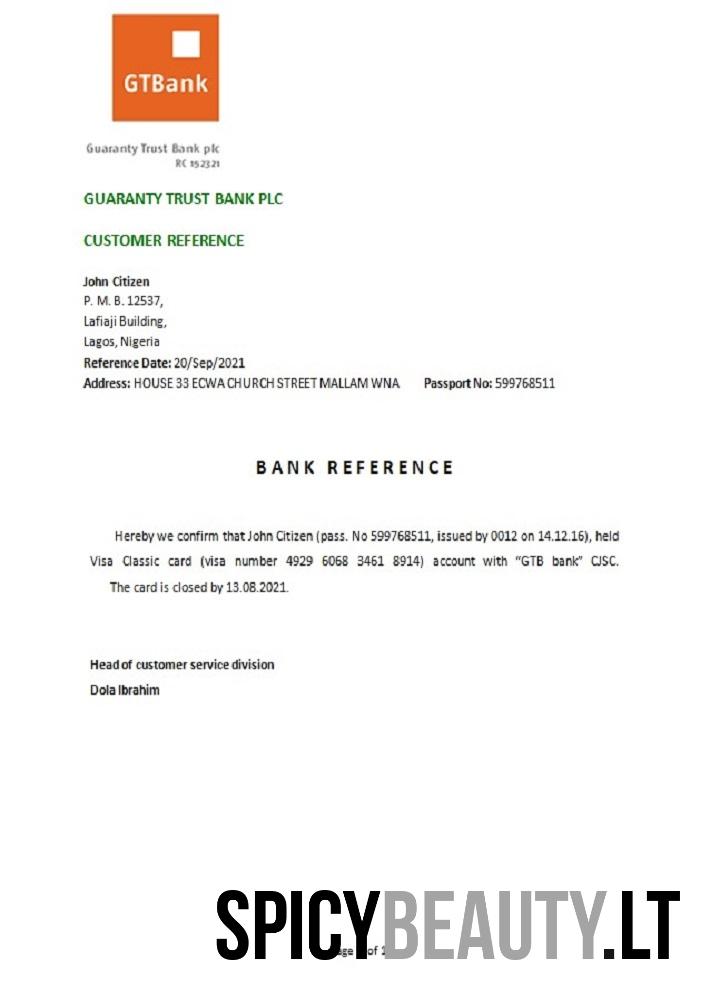 GTBank
Guaranty Trust Bank plc
RC 152321
GUARANTY TRUST BANK PLC
CUSTOMER REFERENCE
John Citizen
P. M. B. 12537,
Lafiaji Building,
Lagos, Nigeria
Reference Date: 20/Sep/2021
Address: HOUSE 33 ECWA CHURCH STREET MALLAM WNA Passport No: 599768511
BANK REFERENCE
Hereby we confirm that John Citizen (pass. No 599768511, issued by 0012 on 14.12.16), held
Visa Classic card (visa number 4929 6068 3461 8914) account with “GTB bank” CJSC.
The card is closed by 13.08.2021.
Head of customer service division
Dola Ibrahim
SPICYBEAUTY.LT
of